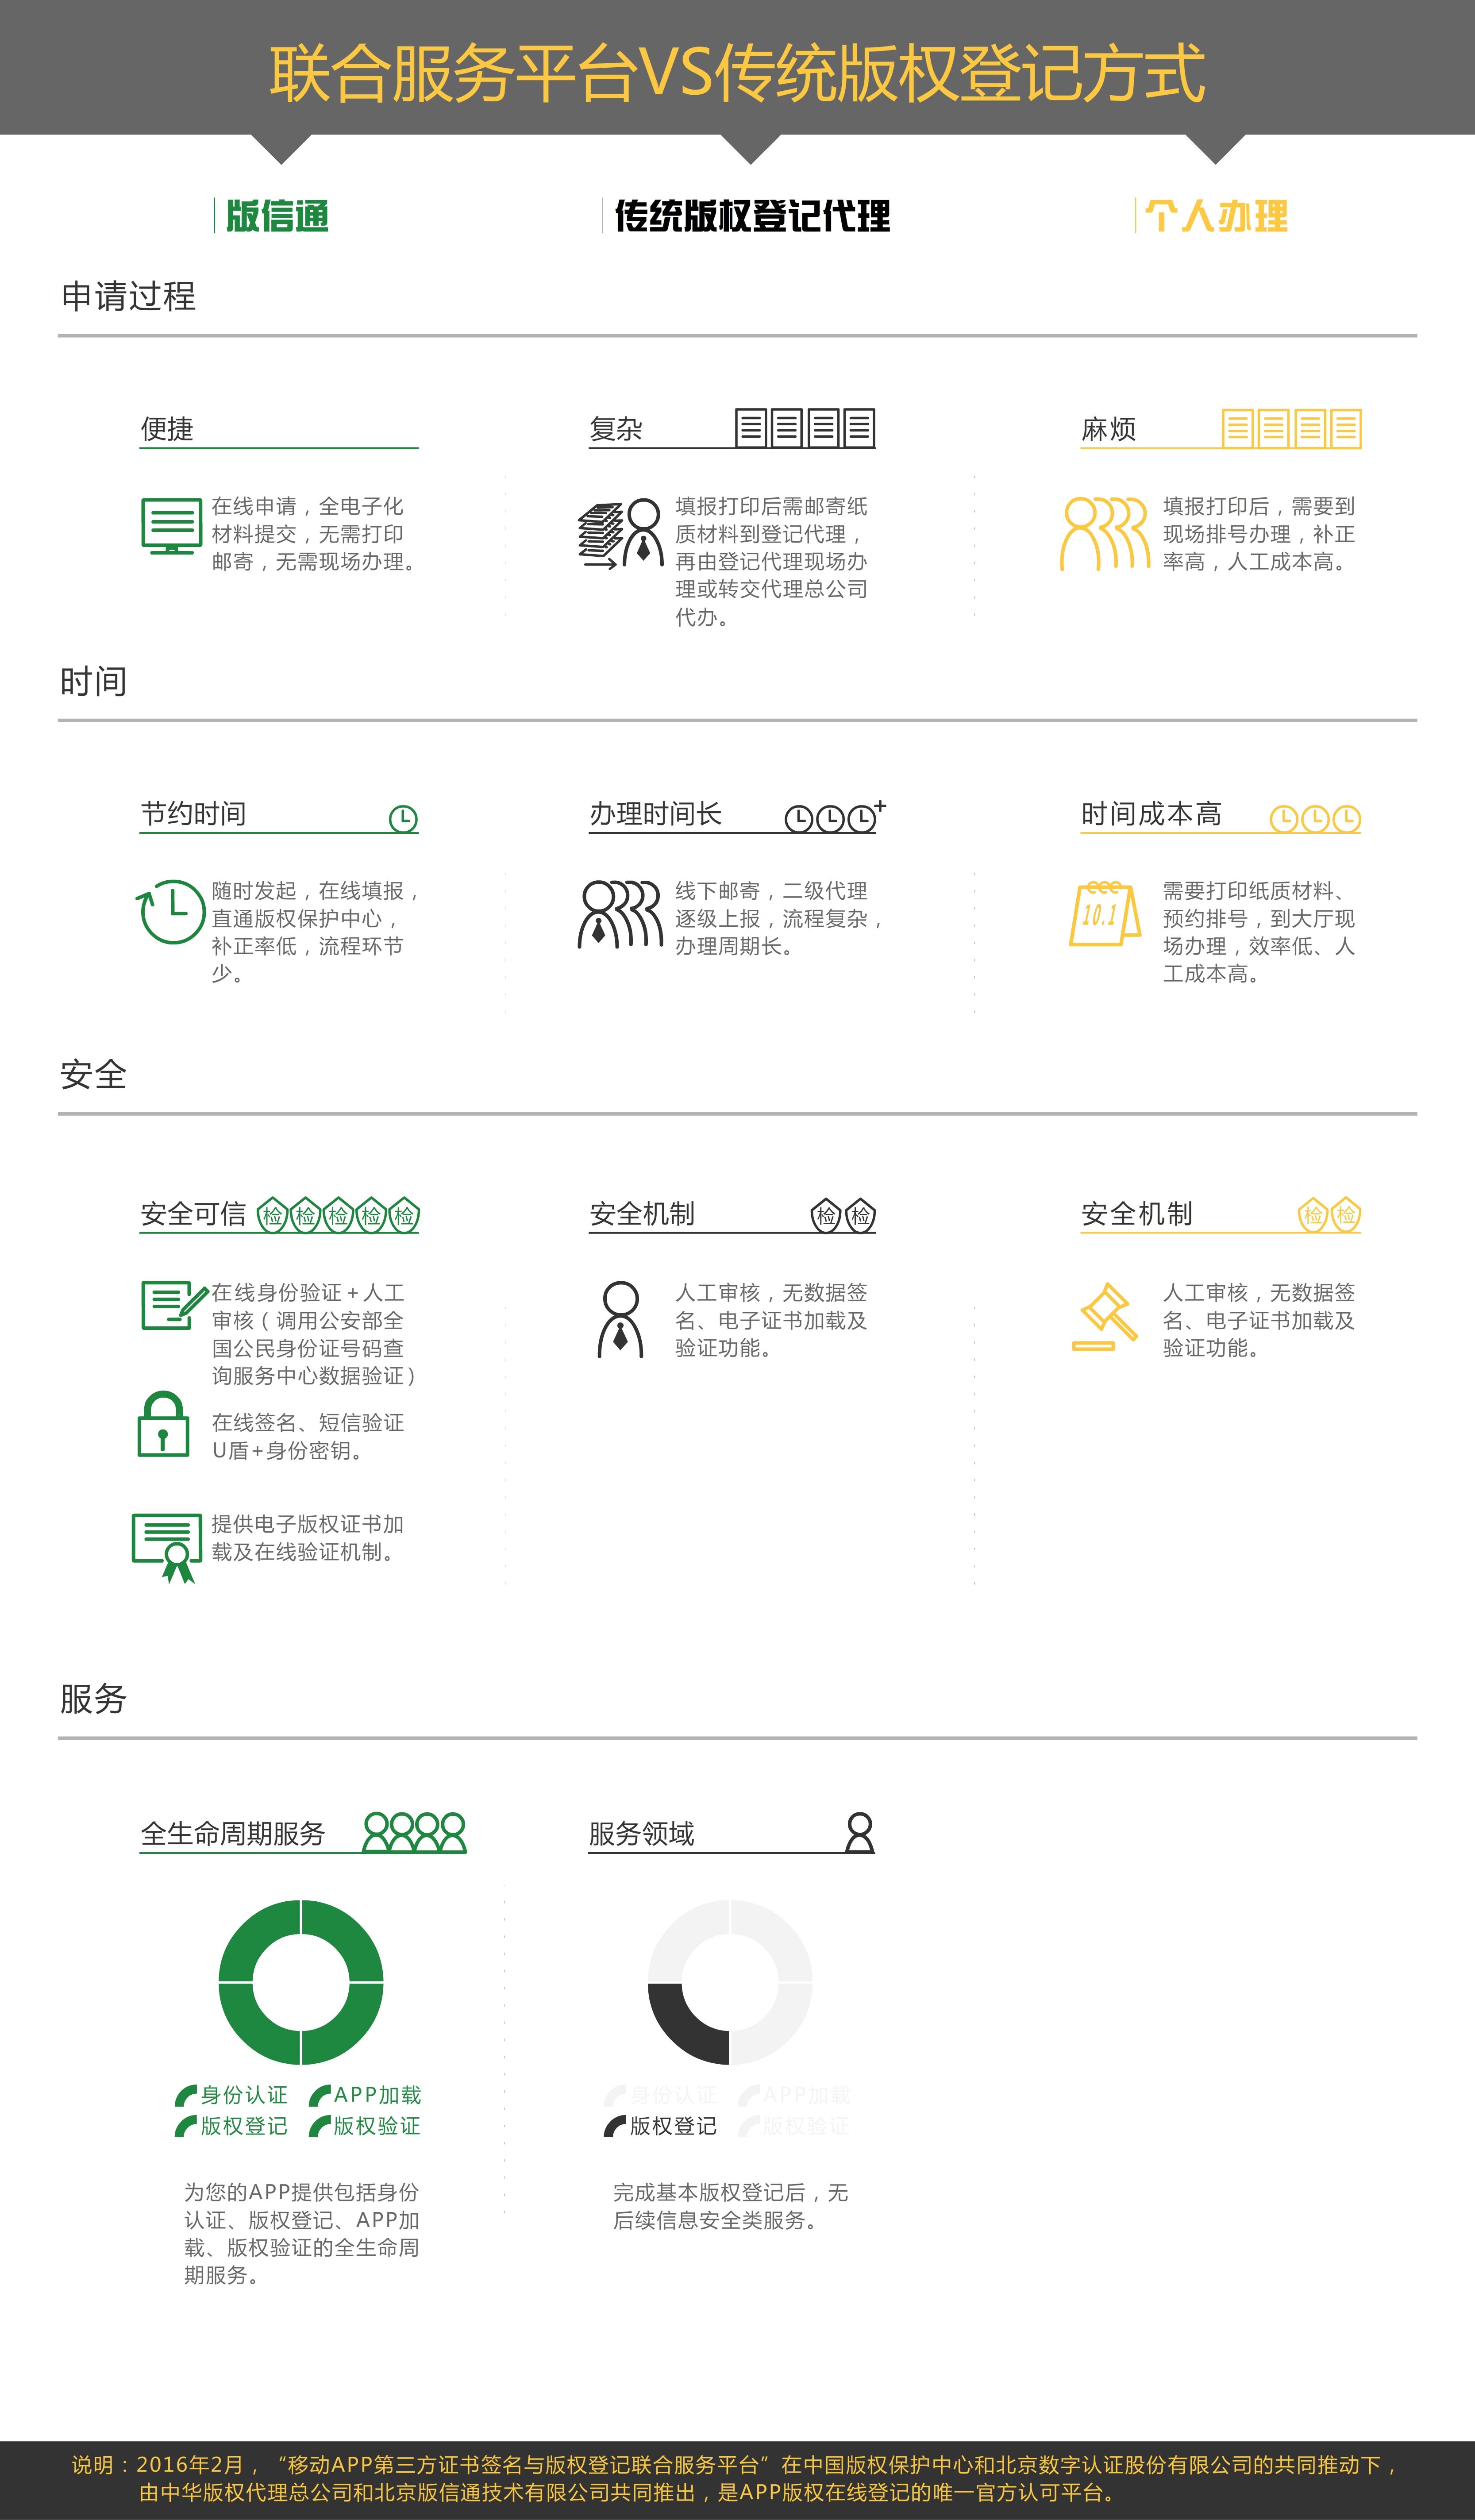 联合服务平台VS传统版权登记方式
版信通
传统版权登记代理
个人办理
申请过程
便捷
在线申请，全电子化
材料提交，无需打印
邮寄，无需现场办理。
复杂
填报打印后需邮寄纸
质材料到登记代理，
再由登记代理现场办
理或转交代理总公司
代办。
麻烦
填报打印后，需要到
现场排号办理，补正
率高，人工成本高。
时间
节约时间
随时发起，在线填报，
直通版权保护中心，
补正率低，流程环节
少。
办理时间长
+
线下邮寄，二级代理
逐级上报，流程复杂，
办理周期长。
时间成本高
10.1
需要打印纸质材料、
预约排号，到大厅现
场办理，效率低、人
工成本高。
安全
安全可信 检 检 检 检 检
在线身份验证+人工
审核（调用公安部全
国公民身份证号码查
询服务中心数据验证）
在线签名、短信验证
U盾+身份密钥。
提供电子版权证书加
载及在线验证机制。
安全机制 检 检
人工审核，无数据签
名、电子证书加载及
验证功能。
安全机制 检 检
人工审核，无数据签
名、电子证书加载及
验证功能。
服务
全生命周期服务
身份认证 APP加载
版权登记 版权验证
为您的APP提供包括身份
认证、版权登记、APP加
载、版权验证的全生命周
期服务。
服务领域
身份认证 APP加载
版权登记 版权验证
完成基本版权登记后，无
后续信息安全类服务。
说明：2016年2月，“移动APP第三方证书签名与版权登记联合服务平台”在中国版权保护中心和北京数字认证股份有限公司的共同推动下，
由中华版权代理总公司和北京版信通技术有限公司共同推出，是APP版权在线登记的唯一官方认可平台。